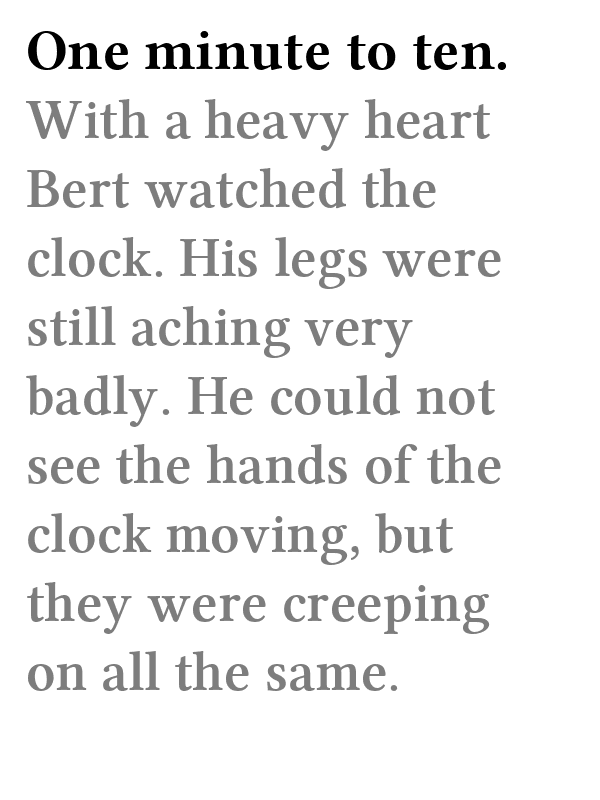 One minute to ten.
With a heavy heart
Bert watched the
clock. His legs were
still aching very
badly. He could not
see the hands of the
clock moving, but
they were creeping
on all the same.